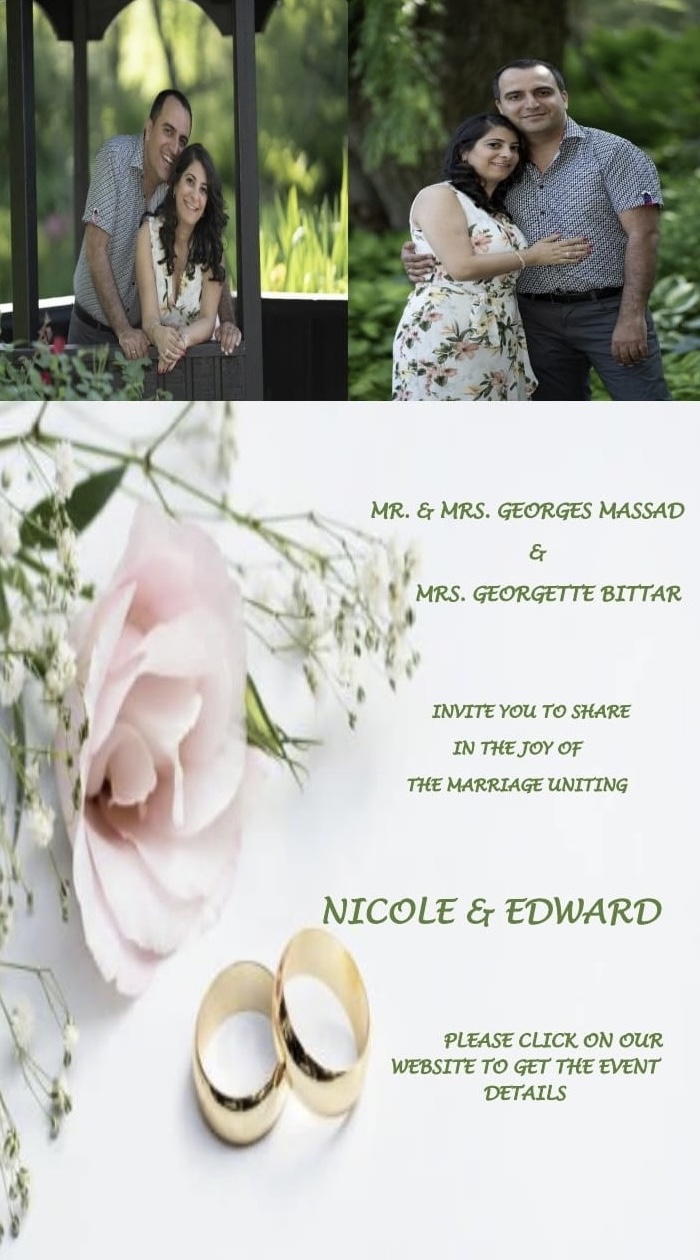 MR. & MRS. GEORGES MASSAD
&
MRS. GEORGETTE BITTAR
INVITE YOU TO SHARE
IN THE JOY OF
THE MARRIAGE UNITING
NICOLE & EDWARD
PLEASE CLICK ON OUR
WEBSITE TO GET THE EVENT
DETAILS